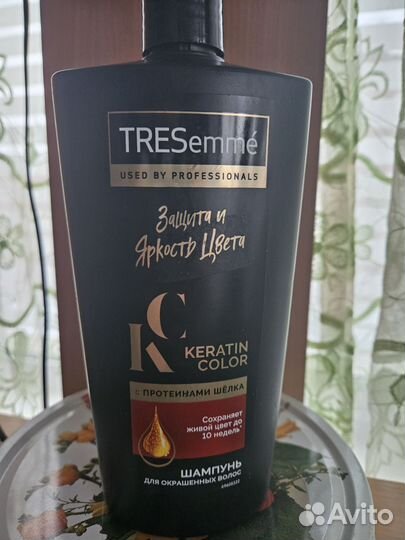 TRESemmé
USED BY PROFESSIONALS
Защита и
Яркость Цвета
KC
KERATIN
COLOR
С ПРОТЕИНАМИ ШЁЛКА
Сохраняет
живой цвет до
10 недель*
ШАМПУНЬ
ДЛЯ ОКРАШЕННЫХ ВОЛОС
Avito